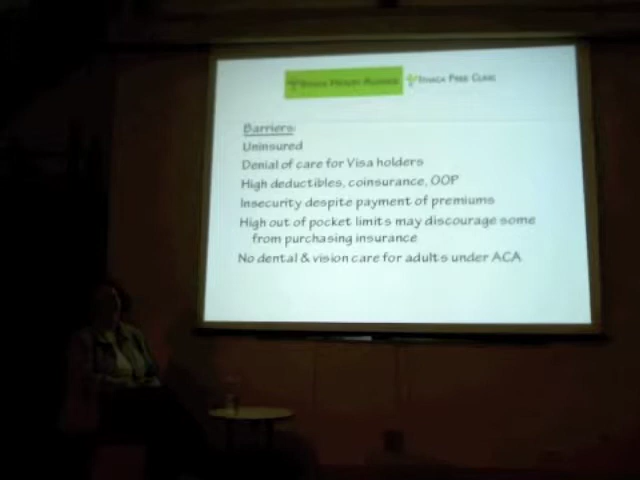 ITHACA HEALTH ALLIANCE ITHACA FREE CLINIC
Barriers:
Uninsured
Denial of care for Visa holders
High deductibles, coinsurance, OOP
Insecurity despite payment of premiums
High out of pocket limits may discourage some
from purchasing insurance
No dental & vision care for adults under ACA